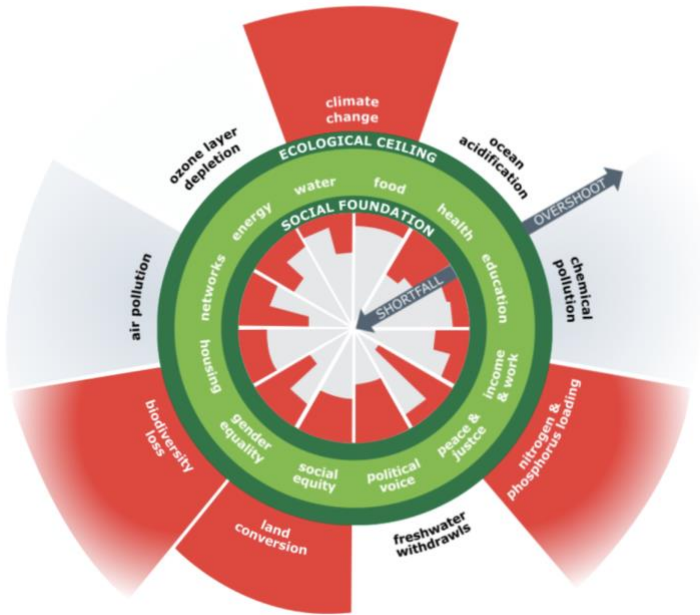 climate
change
ECOLOGICAL CEILING
ozone layer
depletion
ocean
acidification
OVERSHOOT
water
food
energy
health
SOCIAL FOUNDATION
SHORTFALL
air pollution
networks
education
chemical
pollution
housing
income
& work
biodiversity
loss
gender
equality
social
equity
political
voice
peace &
justce
nitrogen &
phosphorus loading
land
conversion
freshwater
withdrawls